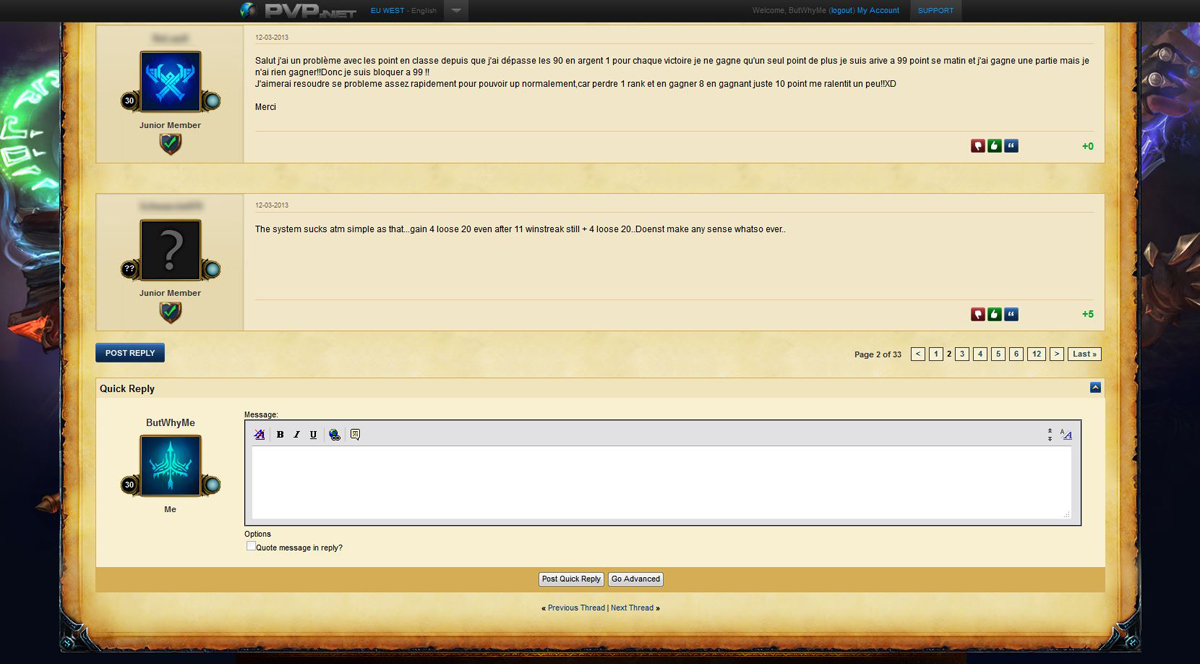 PVP.NET EU WEST - English Welcome, ButWhyMe (logout) My Account SUPPORT
12-03-2013
Salut j'ai un problème avec les point en classe depuis que j'ai dépasse les 90 en argent 1 pour chaque victoire je ne gagne qu'un seul point de plus je suis arive a 99 point se matin et j'ai gagne une partie mais je
n'ai rien gagner!!Donc je suis bloquer a 99 !!
J'aimerai resoudre se probleme assez rapidement pour pouvoir up normalement,car perdre 1 rank et en gagner 8 en gagnant juste 10 point me ralentit un peu!!XD
30
Merci
Junior Member
+0
12-03-2013
The system sucks atm simple as that...gain 4 loose 20 even after 11 winstreak still + 4 loose 20..Doenst make any sense whatso ever..
?
??
Junior Member
+5
POST REPLY
Page 2 of 33 < 1 2 3 4 5 6 12 > Last »
Quick Reply
ButWhyMe
Message:
B I U
30
Me
Options
Quote message in reply?
Post Quick Reply Go Advanced
« Previous Thread | Next Thread »